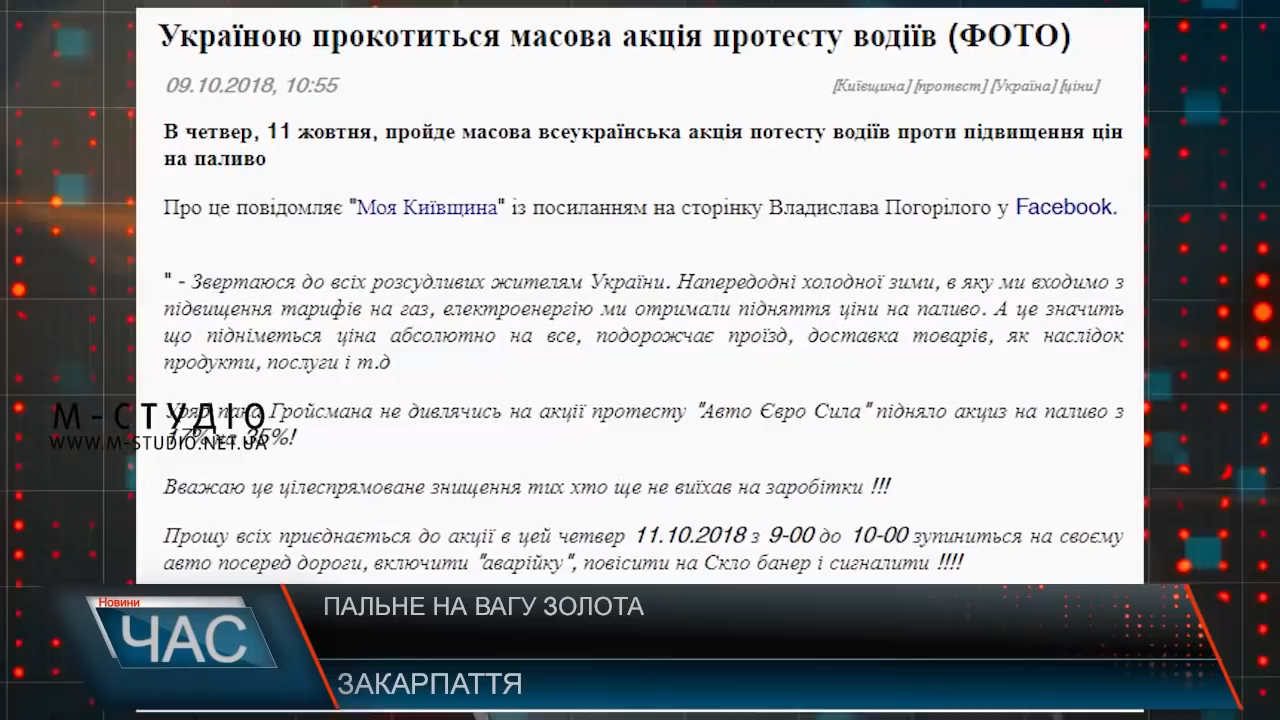 Україною прокотиться масова акція протесту водіїв (ФОТО)
09.10.2018, 10:55
[Київщина] [протест] [Україна] [ціни]
В четвер, 11 жовтня, пройде масова всеукраїнська акція потесту водіїв проти підвищення цін
на паливо
Про це повідомляє "Моя Київщина" із посиланням на сторінку Владислава Погорілого у Facebook.
" - Звертаюся до всіх розсудливих жителям України. Напередодні холодної зими, в яку ми входимо з
підвищення тарифів на газ, електроенергію ми отримали підняття ціни на паливо. А це значить
що підніметься ціна абсолютно на все, подорожчає проїзд, доставка товарів, як наслідок
продукти, послуги і т.д
Уряд пана Гройсмана не дивлячись на акції протесту "Авто Євро Сила" підняло акциз на паливо з
17% на 35%!
М-СТУДІО
WWW.M-STUDIO.NET.UA
Вважаю це цілеспрямоване знищення тих хто ще не виїхав на заробітки !!!
Прошу всіх приєднається до акції в цей четвер 11.10.2018 з 9-00 до 10-00 зупиниться на своєму
авто посеред дороги, включити "аварійку", повісити на Скло банер і сигналити !!!!
Новини
ЧАС
ПАЛЬНЕ НА ВАГУ ЗОЛОТА
ЗАКАРПАТТЯ